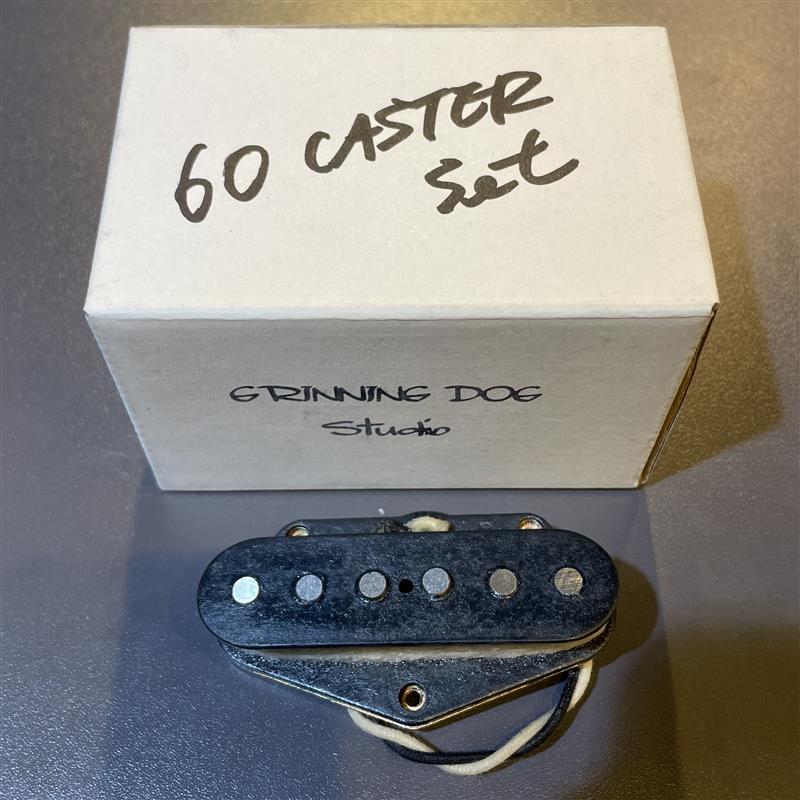 60 CASTER
Set
GRINNING DOG
Studio